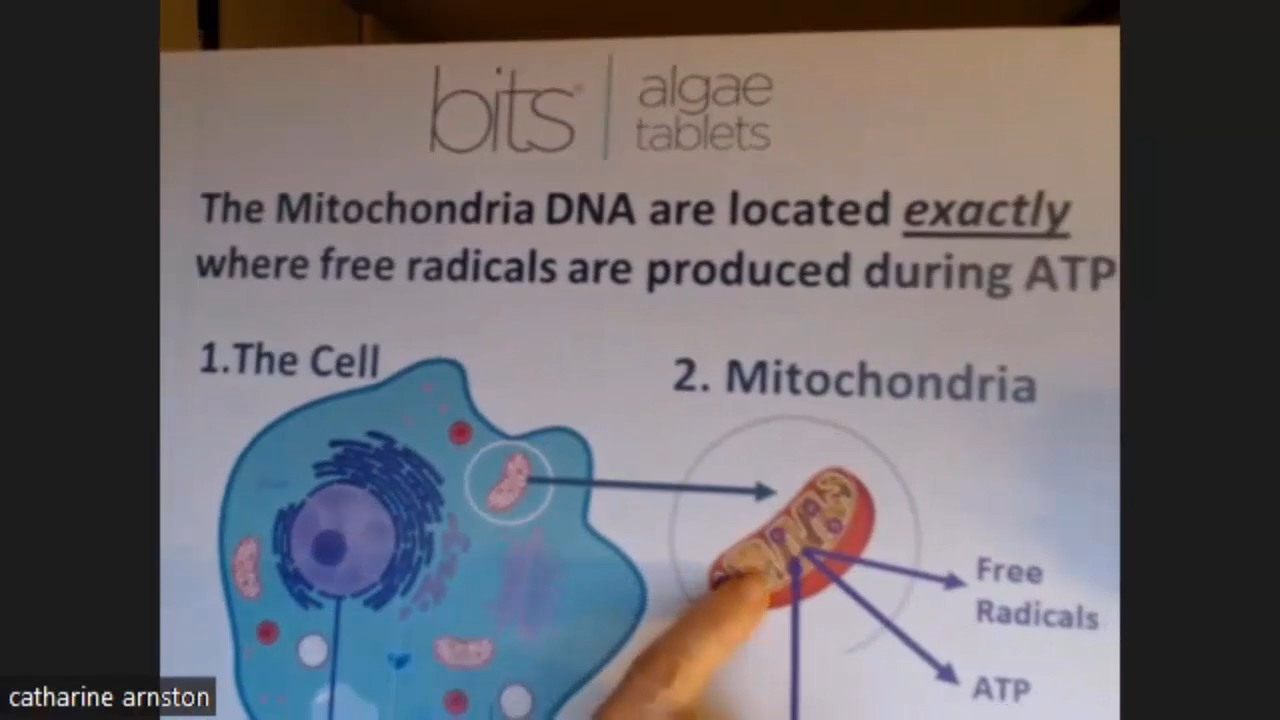 bits® | algae
tablets
The Mitochondria DNA are located exactly
where free radicals are produced during ATP
1.The Cell
2. Mitochondria
Free
Radicals
ATP
catharine arnston